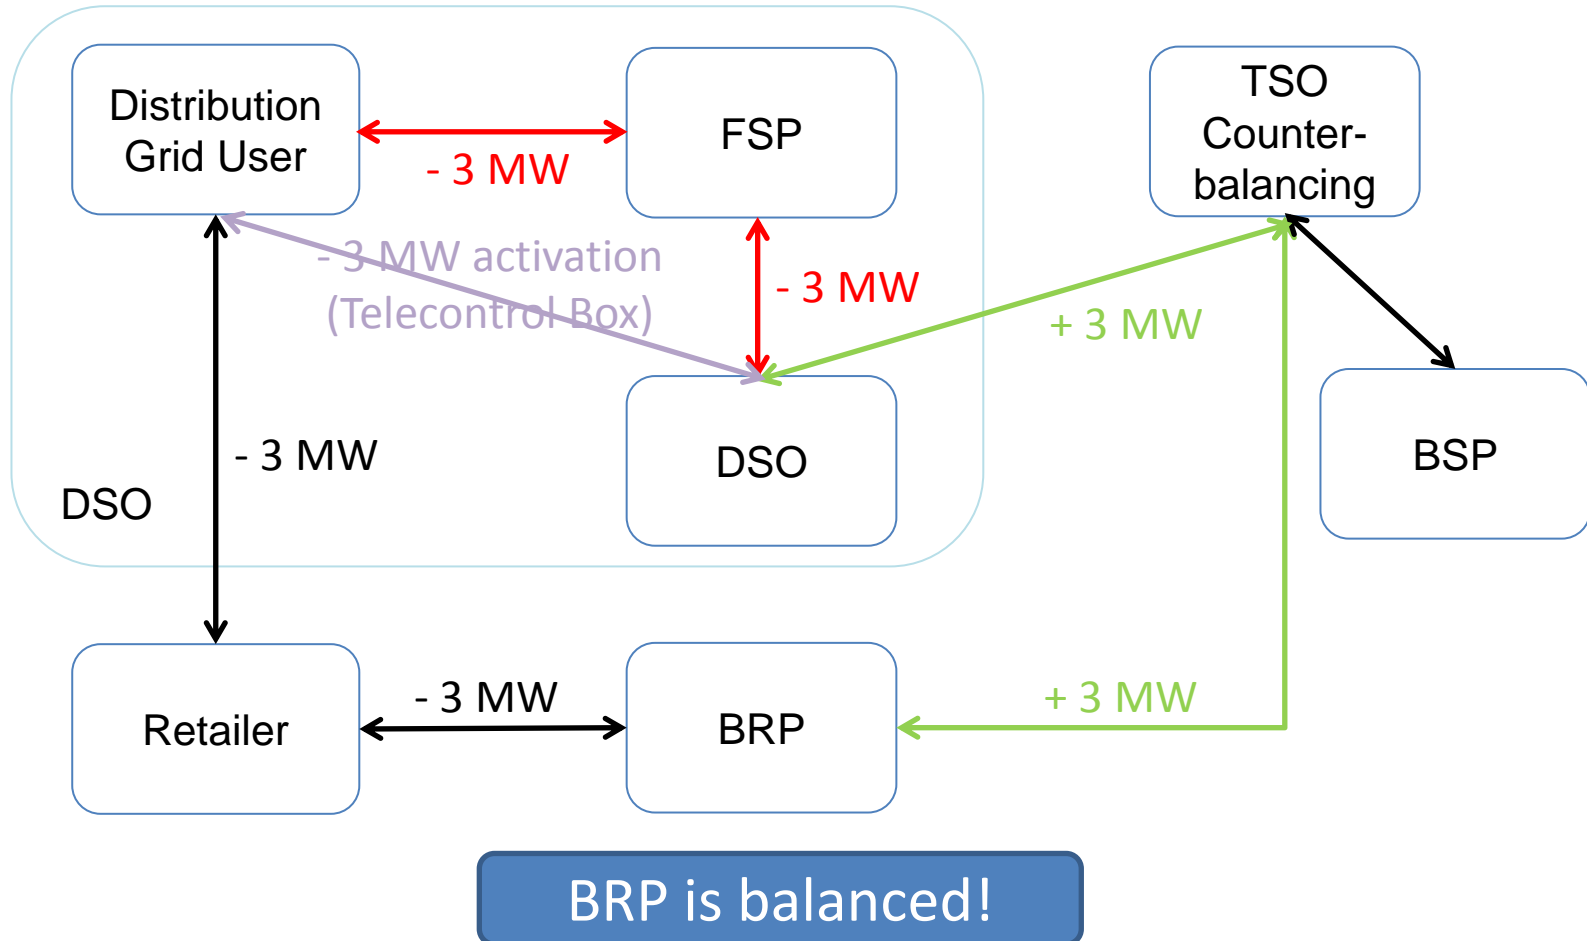 Distribution
Grid User
FSP
TSO
Counter-
balancing
- 3 MW
- 3 MW activation
(Telecontrol Box)
- 3 MW
+ 3 MW
- 3 MW
DSO
DSO
BSP
Retailer
- 3 MW
BRP
+ 3 MW
BRP is balanced!